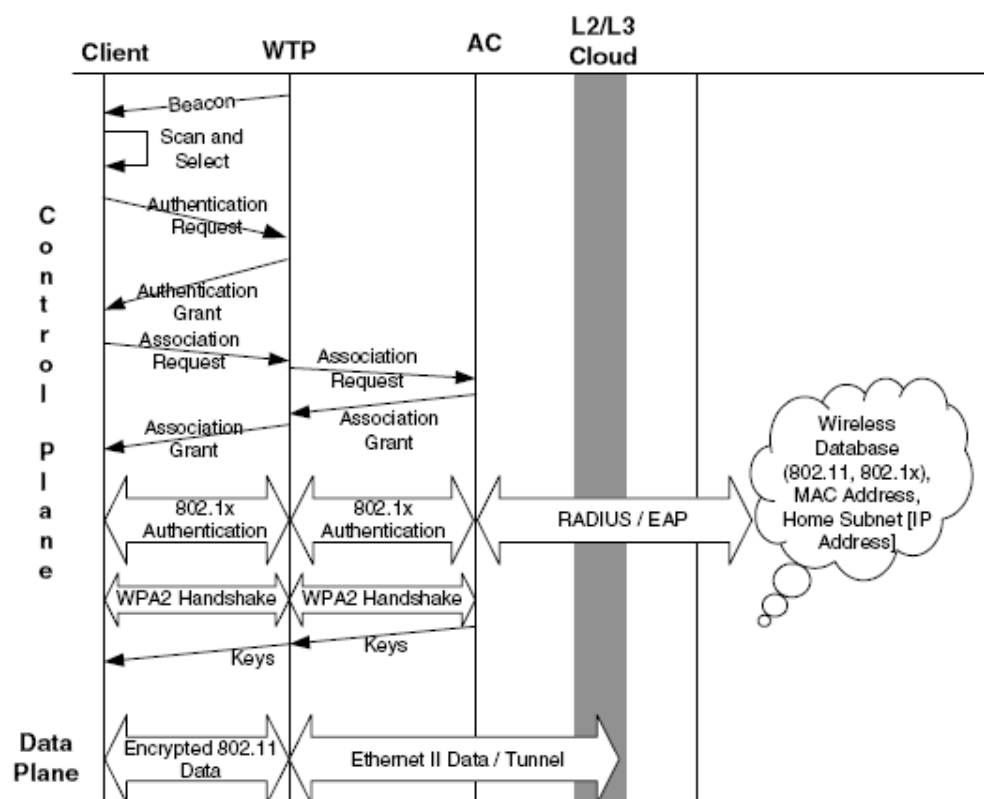 Client
WTP
AC
L2/L3
Cloud
Beacon
Scan and
Select
Authentication
Request
Authentication
Grant
Association
Request
Association
Request
Association
Grant
Association
Grant
Control Plane
802.1x
Authentication
802.1x
Authentication
RADIUS / EAP
Wireless
Database
(802.11, 802.1x),
MAC Address,
Home Subnet [IP
Address]
WPA2 Handshake
WPA2 Handshake
Keys
Keys
Data
Plane
Encrypted 802.11
Data
Ethernet II Data / Tunnel